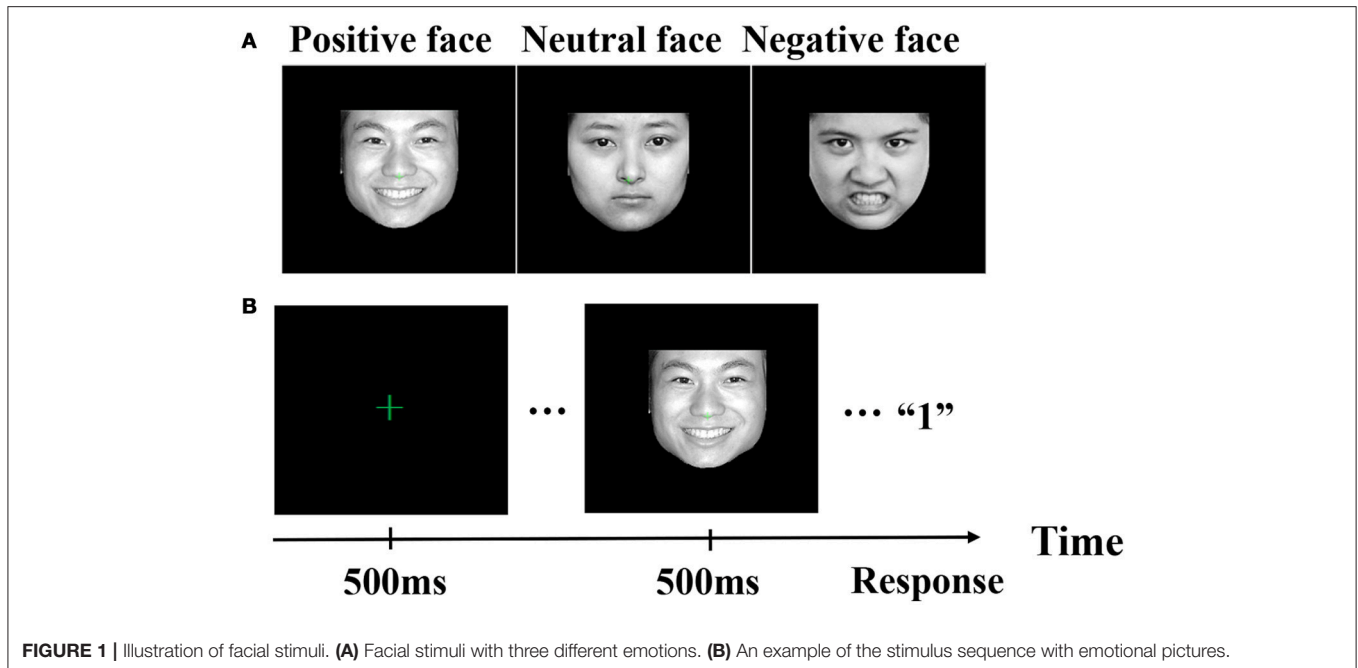 A Positive face Neutral face Negative face
B
... ... “1”
Time
500ms 500ms Response
FIGURE 1 | Illustration of facial stimuli. (A) Facial stimuli with three different emotions. (B) An example of the stimulus sequence with emotional pictures.